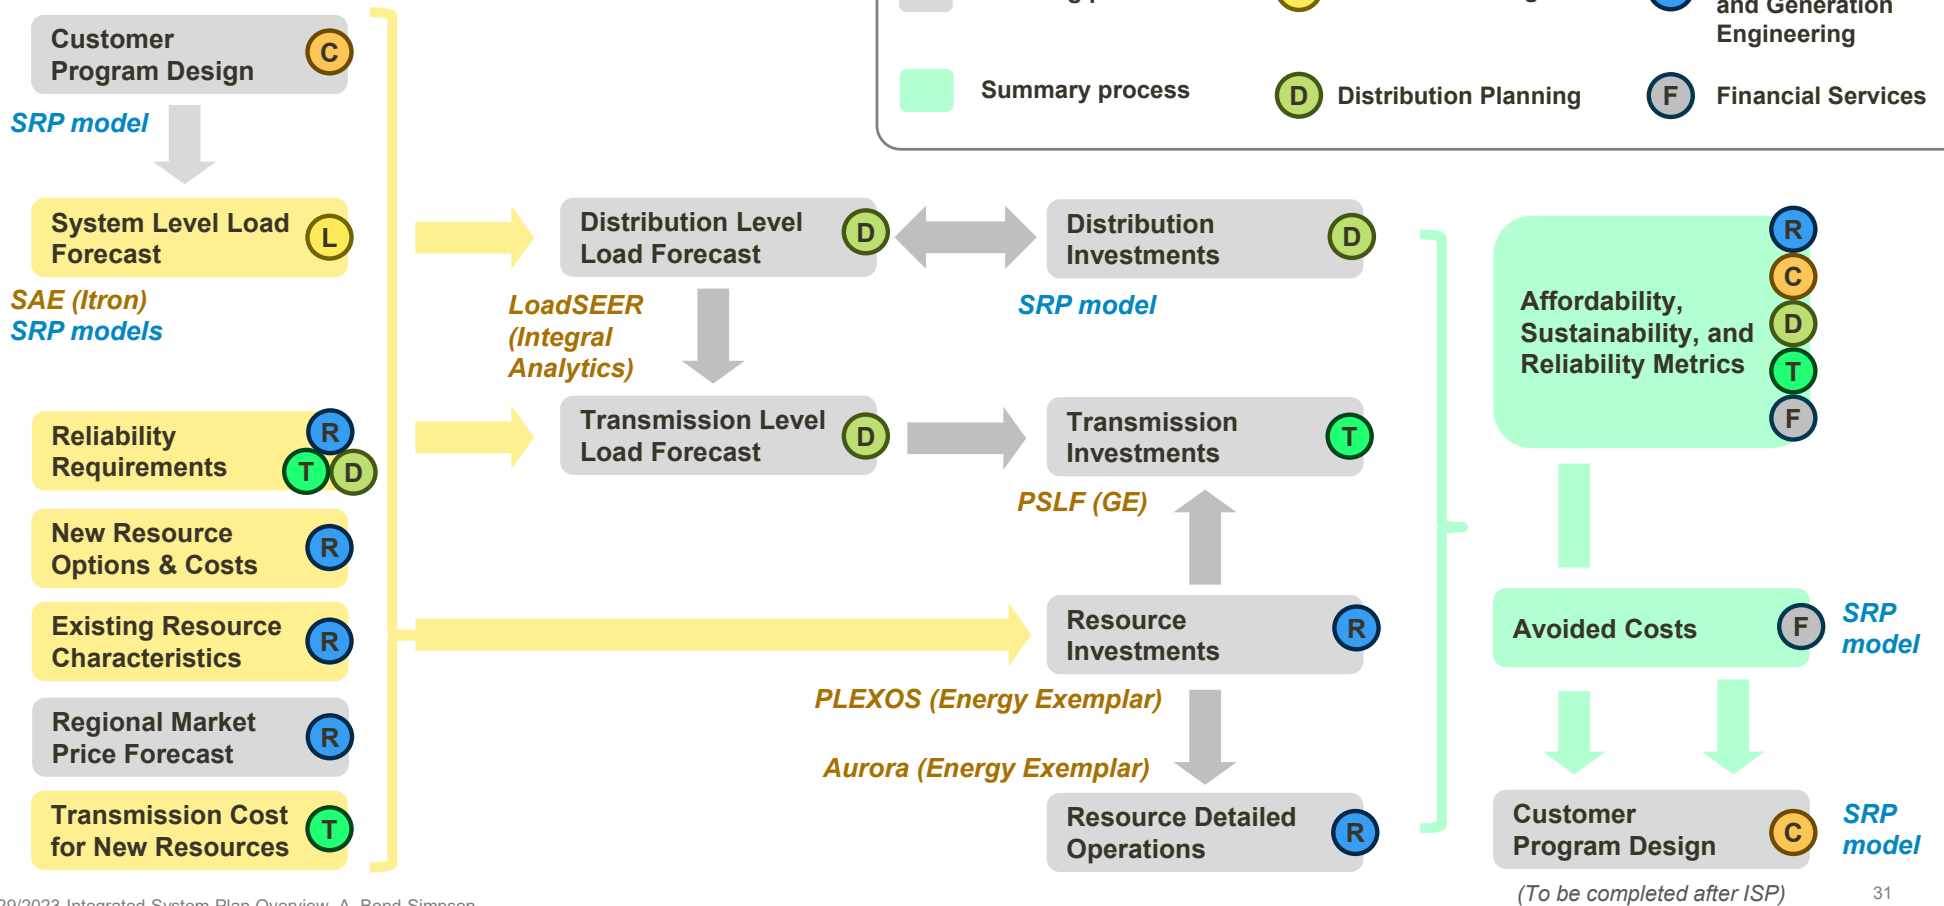 Customer
Program Design
C
SRP model
System Level Load
Forecast
L
SAE (Itron)
SRP models
Reliability
Requirements
R
T
D
New Resource
Options & Costs
R
Existing Resource
Characteristics
R
Regional Market
Price Forecast
R
Transmission Cost
for New Resources
T
and Generation
Engineering
Summary process
D
Distribution Planning
F
Financial Services
Distribution Level
Load Forecast
D
LoadSEER
(Integral
Analytics)
Transmission Level
Load Forecast
D
Distribution
Investments
D
SRP model
Transmission
Investments
T
PSLF (GE)
Resource
Investments
R
PLEXOS (Energy Exemplar)
Aurora (Energy Exemplar)
Resource Detailed
Operations
R
Affordability,
Sustainability, and
Reliability Metrics
R
C
D
T
F
Avoided Costs
F
SRP
model
Customer
Program Design
C
SRP
model
(To be completed after ISP)
31